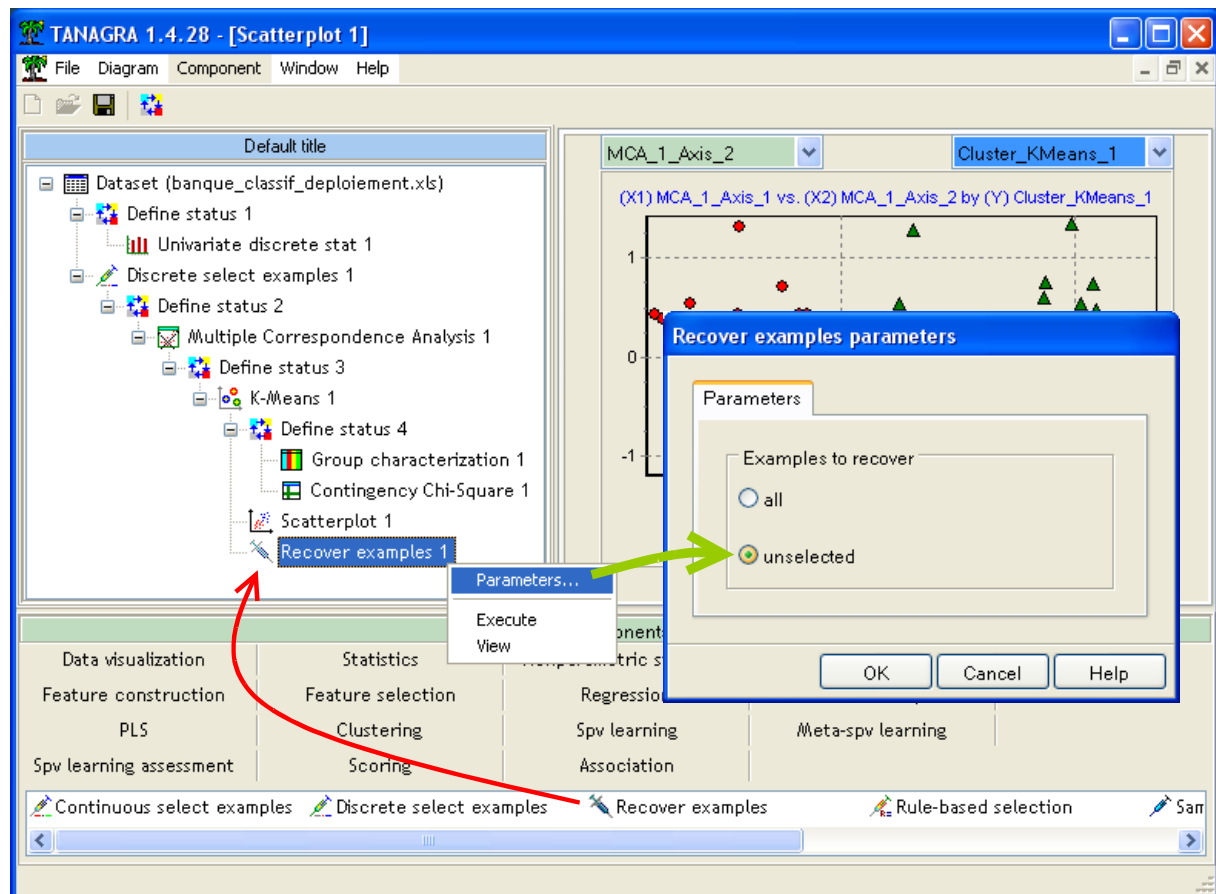 TANAGRA 1.4.28 - [Scatterplot 1]
File Diagram Component Window Help
Default title
Dataset (banque_classif_deploiement.xls)
Define status 1
Univariate discrete stat 1
Discrete select examples 1
Define status 2
Multiple Correspondence Analysis 1
Define status 3
K-Means 1
Define status 4
Group characterization 1
Contingency Chi-Square 1
Scatterplot 1
Recover examples 1
MCA_1_Axis_2 Cluster_KMeans_1
(X1) MCA_1_Axis_1 vs. (X2) MCA_1_Axis_2 by (Y) Cluster_KMeans_1
1
0
-1
Recover examples parameters
Parameters
Examples to recover
all
unselected
OK Cancel Help
Parameters...
Execute
View
Data visualization Statistics
Feature construction Feature selection Regression
PLS Clustering Spv learning Meta-spv learning
Spv learning assessment Scoring Association
Continuous select examples Discrete select examples Recover examples Rule-based selection Sam